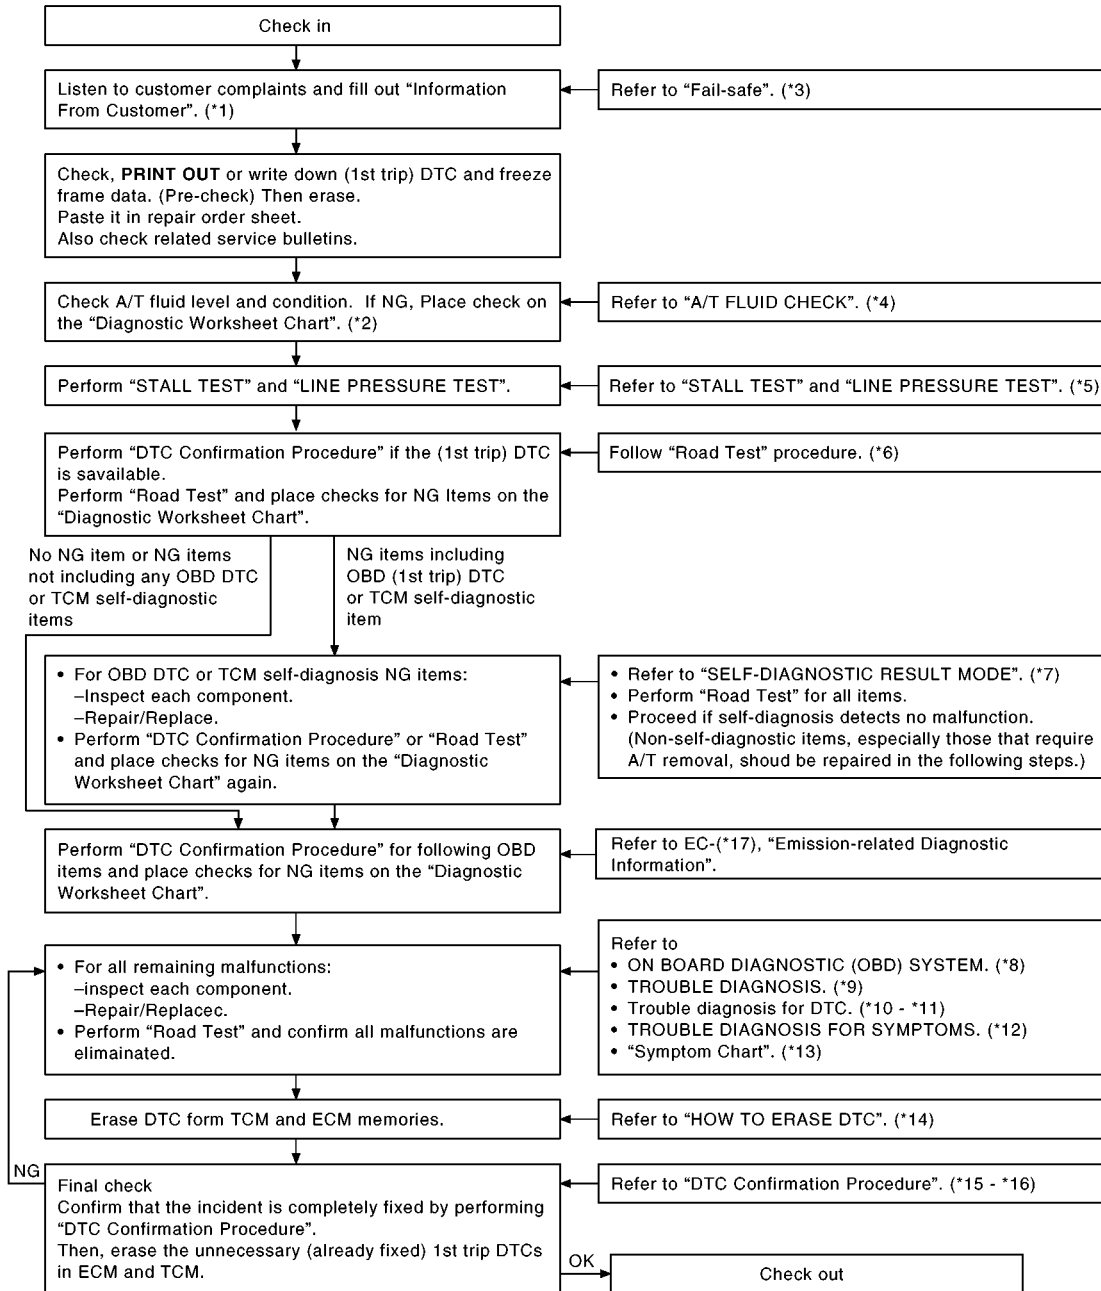 Check in
Listen to customer complaints and fill out “Information
From Customer”. (*1)
Refer to “Fail-safe”. (*3)
Check, PRINT OUT or write down (1st trip) DTC and freeze
frame data. (Pre-check) Then erase.
Paste it in repair order sheet.
Also check related service bulletins.
Check A/T fluid level and condition. If NG, Place check on
the “Diagnostic Worksheet Chart”. (*2)
Refer to “A/T FLUID CHECK”. (*4)
Perform “STALL TEST” and “LINE PRESSURE TEST”.
Refer to “STALL TEST” and “LINE PRESSURE TEST”. (*5)
Perform “DTC Confirmation Procedure” if the (1st trip) DTC
is savailable.
Perform “Road Test” and place checks for NG Items on the
“Diagnostic Worksheet Chart”.
Follow “Road Test” procedure. (*6)
No NG item or NG items
not including any OBD DTC
or TCM self-diagnostic
items
NG items including
OBD (1st trip) DTC
or TCM self-diagnostic
item
• For OBD DTC or TCM self-diagnosis NG items:
–Inspect each component.
–Repair/Replace.
• Perform “DTC Confirmation Procedure” or “Road Test”
and place checks for NG items on the “Diagnostic
Worksheet Chart” again.
• Refer to “SELF-DIAGNOSTIC RESULT MODE”. (*7)
• Perform “Road Test” for all items.
• Proceed if self-diagnosis detects no malfunction.
(Non-self-diagnostic items, especially those that require
A/T removal, shoud be repaired in the following steps.)
Perform “DTC Confirmation Procedure” for following OBD
items and place checks for NG items on the “Diagnostic
Worksheet Chart”.
Refer to EC-(*17), “Emission-related Diagnostic
Information”.
• For all remaining malfunctions:
–inspect each component.
–Repair/Replacec.
• Perform “Road Test” and confirm all malfunctions are
elimainated.
Refer to
• ON BOARD DIAGNOSTIC (OBD) SYSTEM. (*8)
• TROUBLE DIAGNOSIS. (*9)
• Trouble diagnosis for DTC. (*10 - *11)
• TROUBLE DIAGNOSIS FOR SYMPTOMS. (*12)
• “Symptom Chart”. (*13)
Erase DTC form TCM and ECM memories.
Refer to “HOW TO ERASE DTC”. (*14)
NG
Final check
Confirm that the incident is completely fixed by performing
“DTC Confirmation Procedure”.
Then, erase the unnecessary (already fixed) 1st trip DTCs
in ECM and TCM.
Refer to “DTC Confirmation Procedure”. (*15 - *16)
OK
Check out